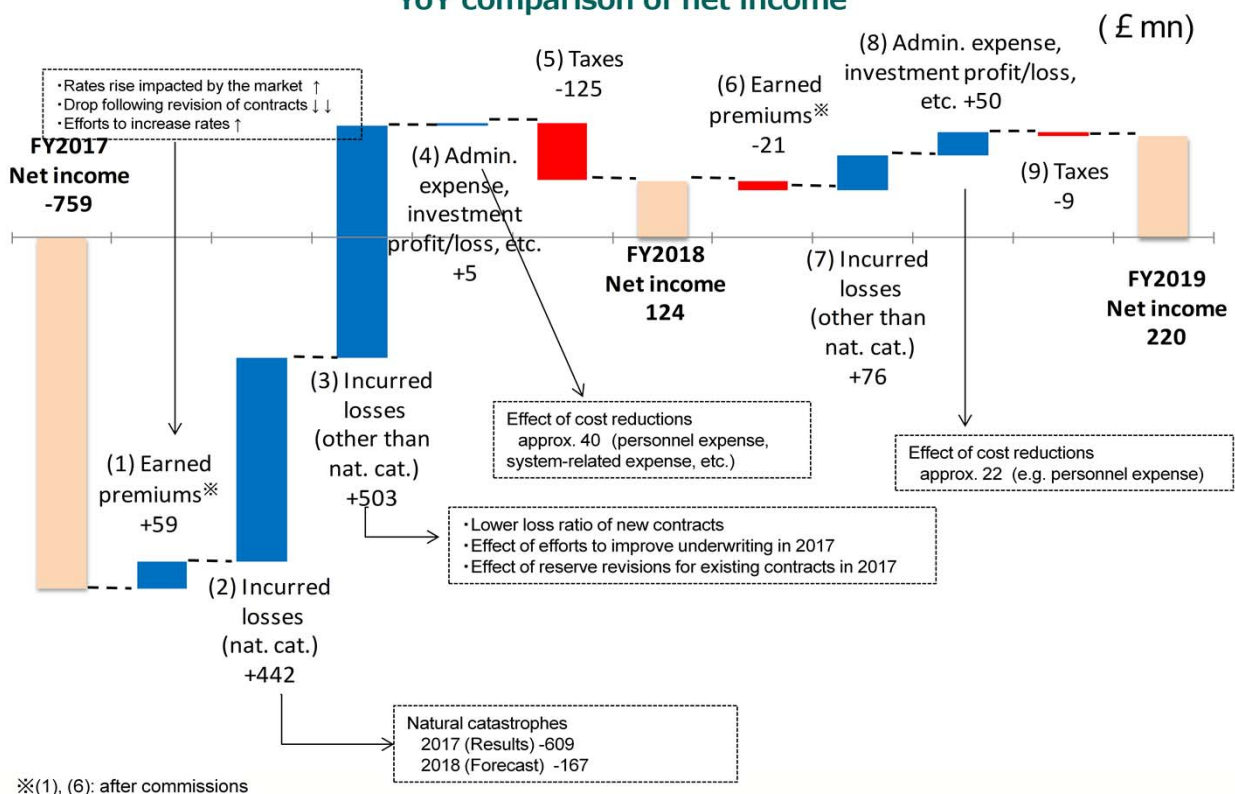 YoY comparison of net income
(£mn)
・Rates rise impacted by the market ↑
・Drop following revision of contracts ↓↓
・Efforts to increase rates ↑
FY2017
Net income
-759
(1) Earned
premiums※
+59
(2) Incurred
losses
(nat. cat.)
+442
(3) Incurred
losses
(other than
nat. cat.)
+503
(4) Admin.
expense,
investment
profit/loss, etc.
+5
(5) Taxes
-125
FY2018
Net income
124
(6) Earned
premiums※
-21
(7) Incurred
losses
(other than
nat. cat.)
+76
(8) Admin. expense,
investment profit/loss,
etc. +50
(9) Taxes
-9
FY2019
Net income
220
Effect of cost reductions
approx. 40 (personnel expense,
system-related expense, etc.)
Effect of cost reductions
approx. 22 (e.g. personnel expense)
・Lower loss ratio of new contracts
・Effect of efforts to improve underwriting in 2017
・Effect of reserve revisions for existing contracts in 2017
Natural catastrophes
2017 (Results) -609
2018 (Forecast) -167
※(1), (6): after commissions